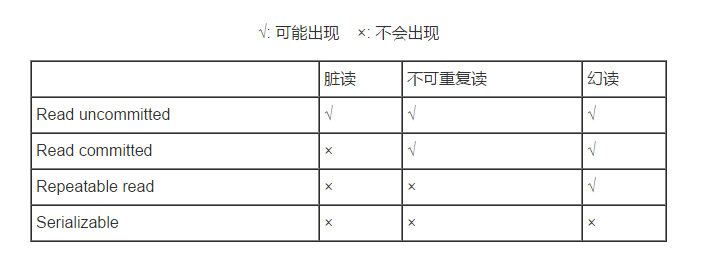 √: 可能出现 ×: 不会出现
脏读 不可重复读 幻读
Read uncommitted √ √ √
Read committed × √ √
Repeatable read × × √
Serializable × × ×